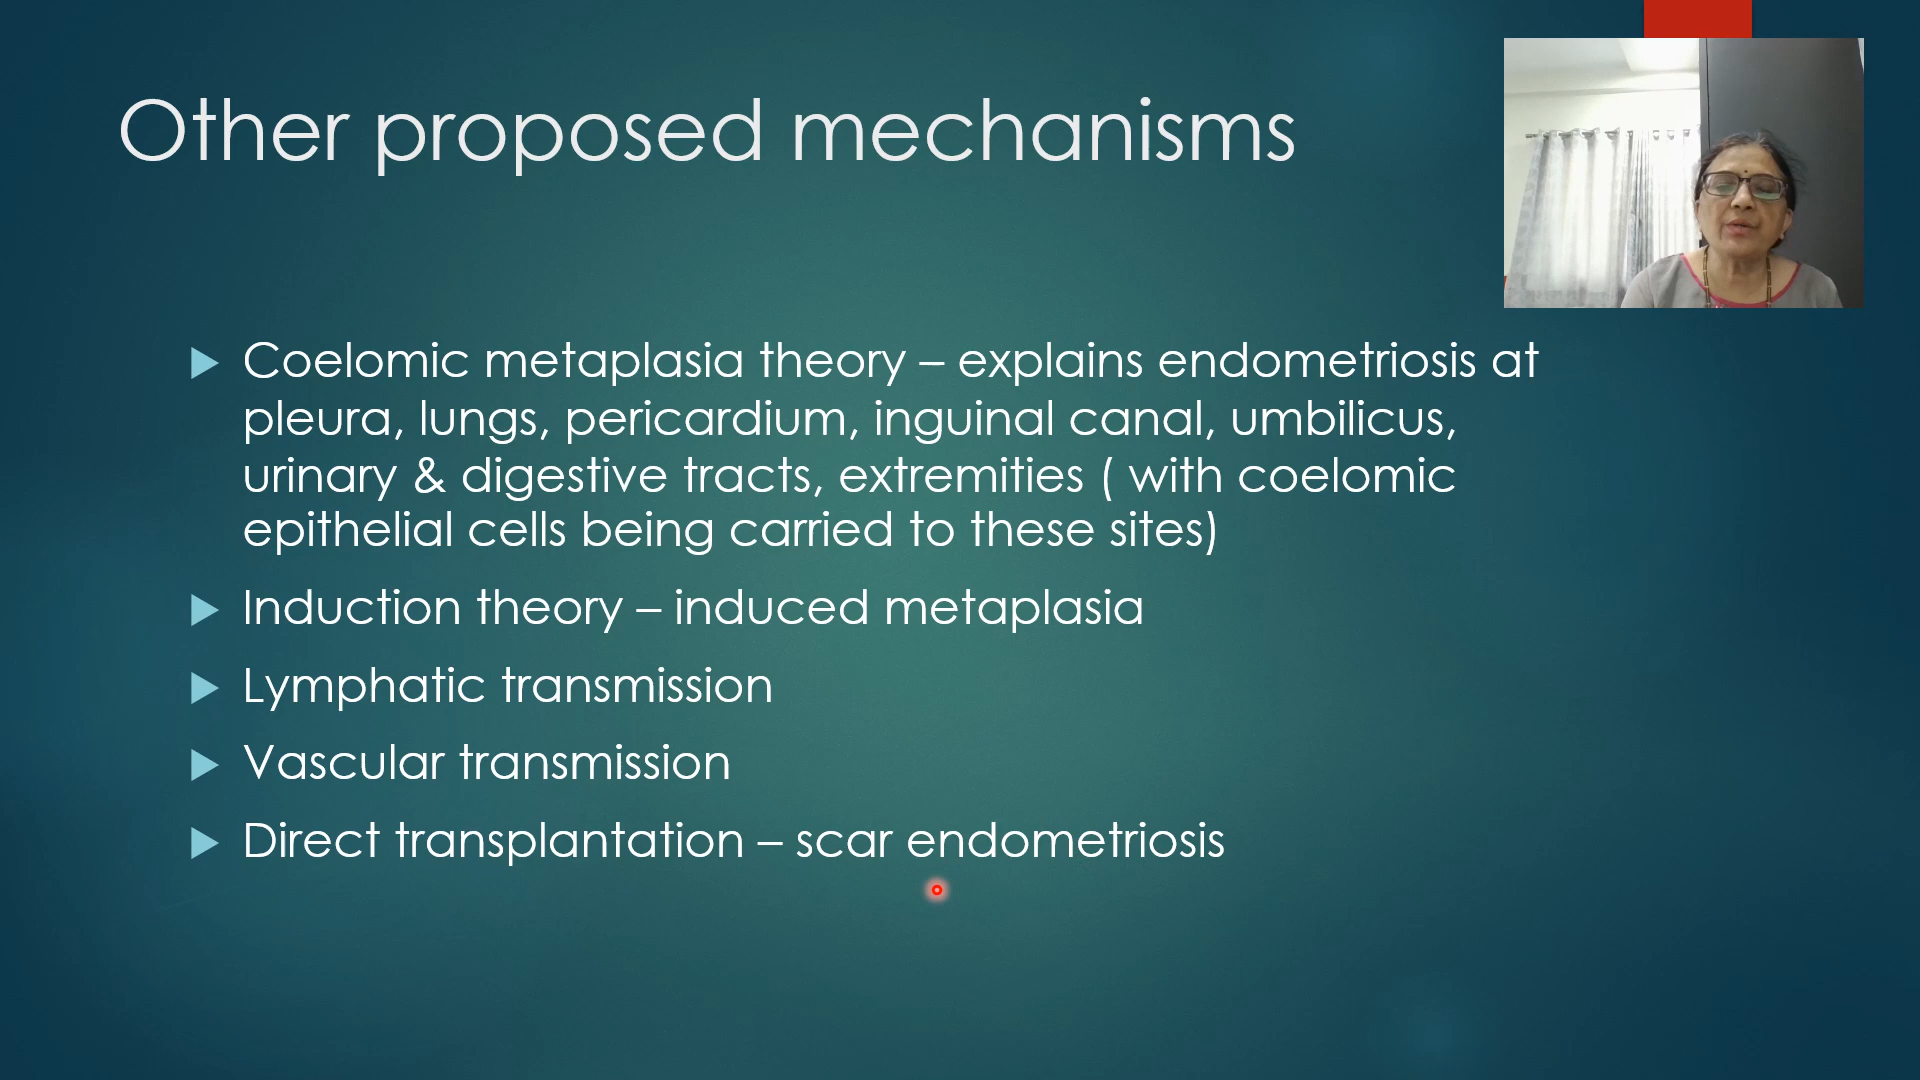 Other proposed mechanisms
Coelomic metaplasia theory – explains endometriosis at
pleura, lungs, pericardium, inguinal canal, umbilicus,
urinary & digestive tracts, extremities ( with coelomic
epithelial cells being carried to these sites)
Induction theory – induced metaplasia
Lymphatic transmission
Vascular transmission
Direct transplantation – scar endometriosis